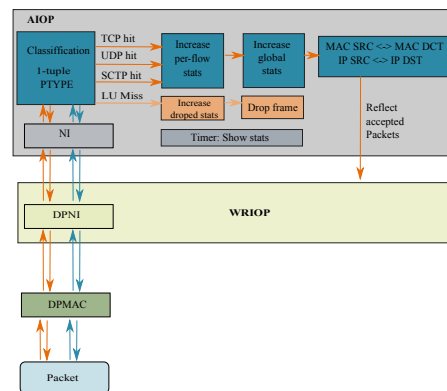 AIOP
Classiffication
1-tuple
PTYPE
TCP hit
UDP hit
SCTP hit
LU Miss
Increase
per-flow
stats
Increase
global
stats
MAC SRC <-> MAC DCT
IP SRC <-> IP DST
Increase
droped stats
Drop frame
Reflect
accepted
Packets
NI
Timer: Show stats
DPNI
WRIOP
DPMAC
Packet